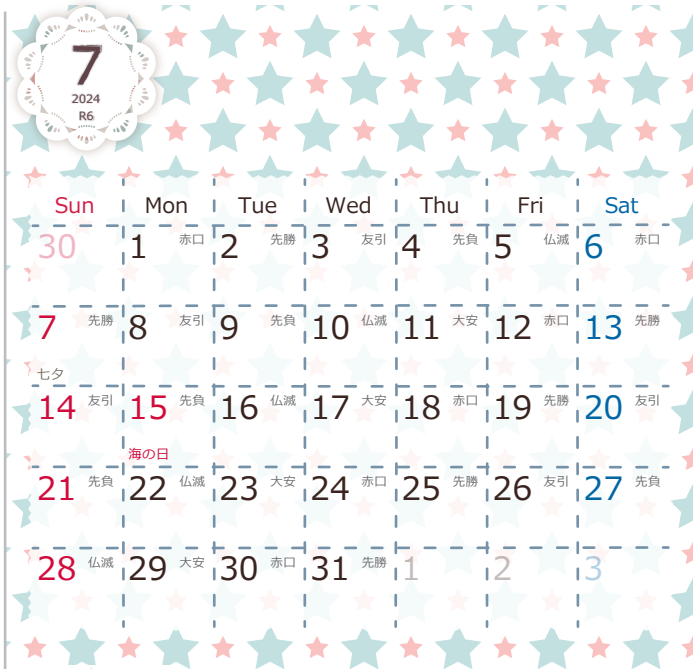 7
2024
R6
Sun Mon Tue Wed Thu Fri Sat
30 1 赤口 2 先勝 3 友引 4 先負 5 仏滅 6 赤口
7 先勝 8 友引 9 先負 10 仏滅 11 大安 12 赤口 13 先勝
七夕
14 友引 15 先負 16 仏滅 17 大安 18 赤口 19 先勝 20 友引
海の日
21 先負 22 仏滅 23 大安 24 赤口 25 先勝 26 友引 27 先負
28 仏滅 29 大安 30 赤口 31 先勝 1 2 3